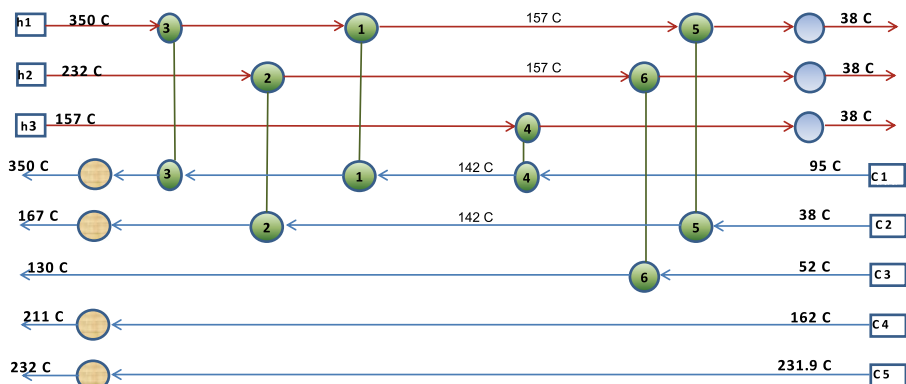 h1 350 C 3 1 157 C 5 38 C
h2 232 C 2 157 C 6 38 C
h3 157 C 4 38 C
350 C 3 1 142 C 4 95 C C1
167 C 2 142 C 5 38 C C2
130 C 6 52 C C3
211 C 162 C C4
232 C 231.9 C C5